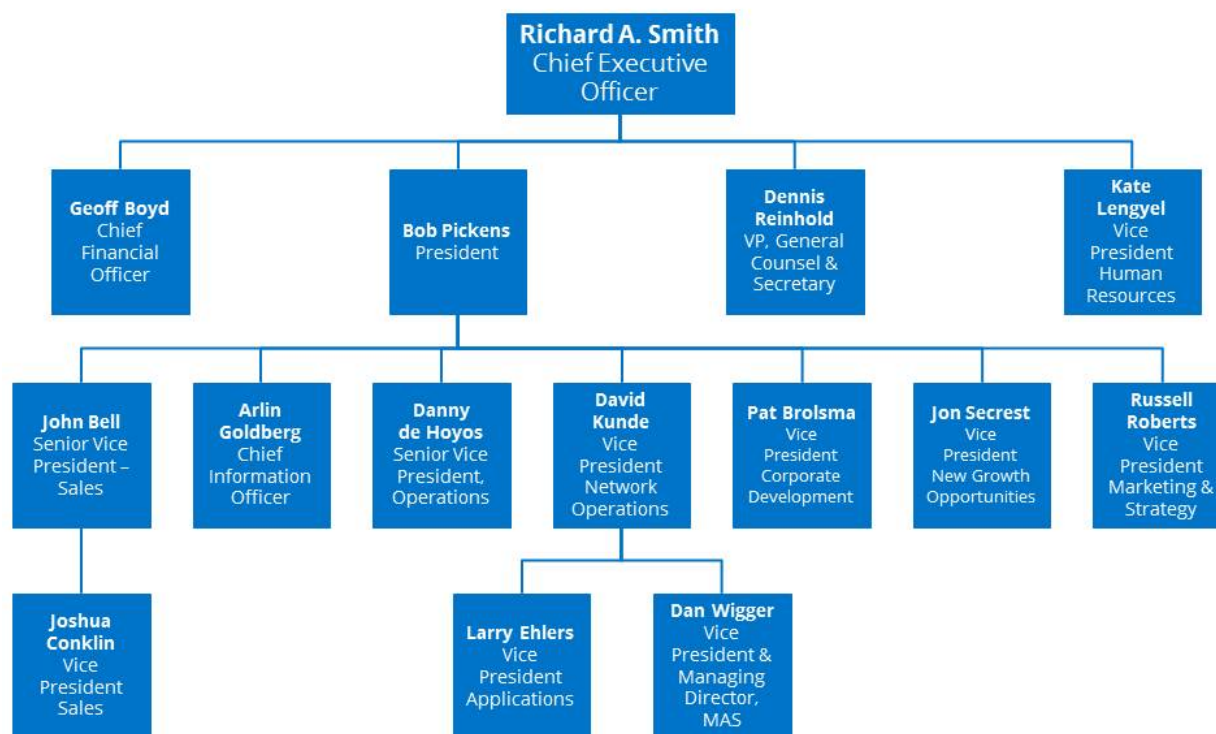 Richard A. Smith
Chief Executive
Officer
Geoff Boyd
Chief
Financial
Officer
Bob Pickens
President
Dennis
Reinhold
VP, General
Counsel &
Secretary
Kate
Lengyel
Vice
President
Human
Resources
John Bell
Senior Vice
President –
Sales
Arlin
Goldberg
Chief
Information
Officer
Danny
de Hoyos
Senior Vice
President,
Operations
David
Kunde
Vice
President
Network
Operations
Pat Brolsma
Vice
President
Corporate
Development
Jon Secrest
Vice
President
New Growth
Opportunities
Russell
Roberts
Vice
President
Marketing &
Strategy
Joshua
Conklin
Vice
President
Sales
Larry Ehlers
Vice
President
Applications
Dan Wigger
Vice
President &
Managing
Director,
MAS